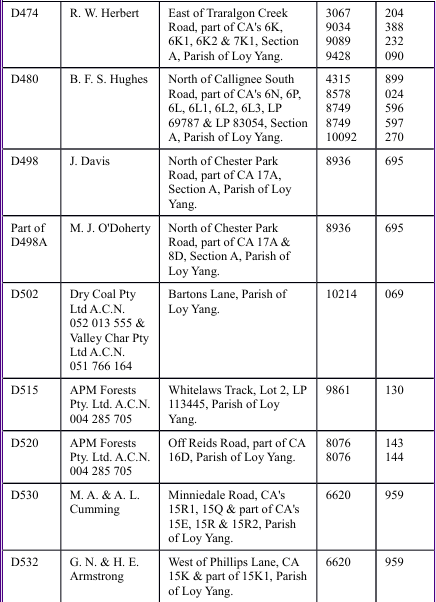 D474 R. W. Herbert East of Traralgon Creek 3067 204
Road, part of CA's 6K, 9034 388
6K1, 6K2 & 7K1, Section 9089 232
A, Parish of Loy Yang. 9428 090
D480 B. F. S. Hughes North of Callignee South 4315 899
Road, part of CA's 6N, 6P, 8578 024
6L, 6L1, 6L2, 6L3, LP 8749 596
69787 & LP 83054, Section 8749 597
A, Parish of Loy Yang. 10092 270
D498 J. Davis North of Chester Park 8936 695
Road, part of CA 17A,
Section A, Parish of Loy
Yang.
Part of M. J. O'Doherty North of Chester Park 8936 695
D498A Road, part of CA 17A &
8D, Section A, Parish of
Loy Yang.
D502 Dry Coal Pty Bartons Lane, Parish of 10214 069
Ltd A.C.N. Loy Yang.
052 013 555 &
Valley Char Pty
Ltd A.C.N.
051 766 164
D515 APM Forests Whitelaws Track, Lot 2, LP 9861 130
Pty. Ltd. A.C.N. 113445, Parish of Loy
004 285 705 Yang.
D520 APM Forests Off Reids Road, part of CA 8076 143
Pty. Ltd. A.C.N. 16D, Parish of Loy Yang. 8076 144
004 285 705
D530 M. A. & A. L. Minniedale Road, CA's 6620 959
Cumming 15R1, 15Q & part of CA's
15E, 15R & 15R2, Parish
of Loy Yang.
D532 G. N. & H. E. West of Phillips Lane, CA 6620 959
Armstrong 15K & part of 15K1, Parish
of Loy Yang.